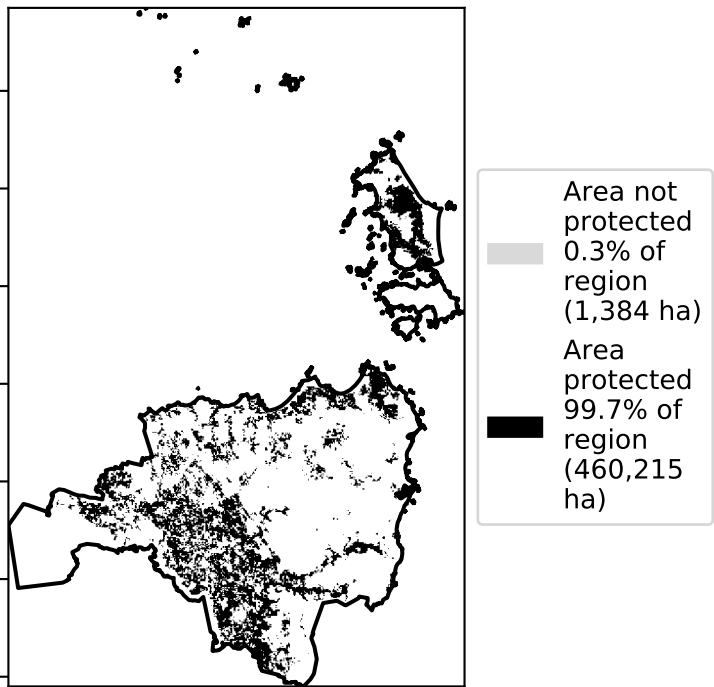 Area not
protected
0.3% of
region
(1,384 ha)
Area
protected
99.7% of
region
(460,215
ha)